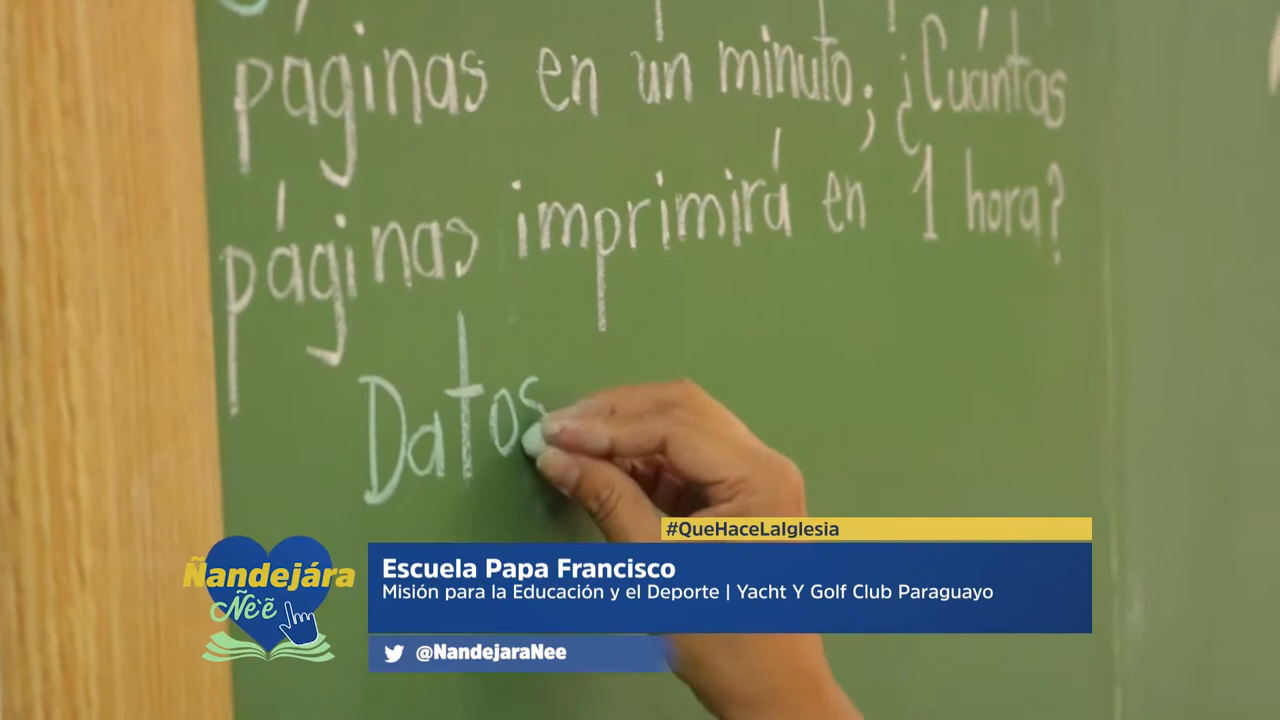 páginas en un minuto; ¿Cuántas
páginas imprimirá en 1 hora?
Datos
#QueHaceLaIglesia
Escuela Papa Francisco
Misión para la Educación y el Deporte | Yacht Y Golf Club Paraguayo
Ñandejára
Ñe'ẽ
@NandejaraNee